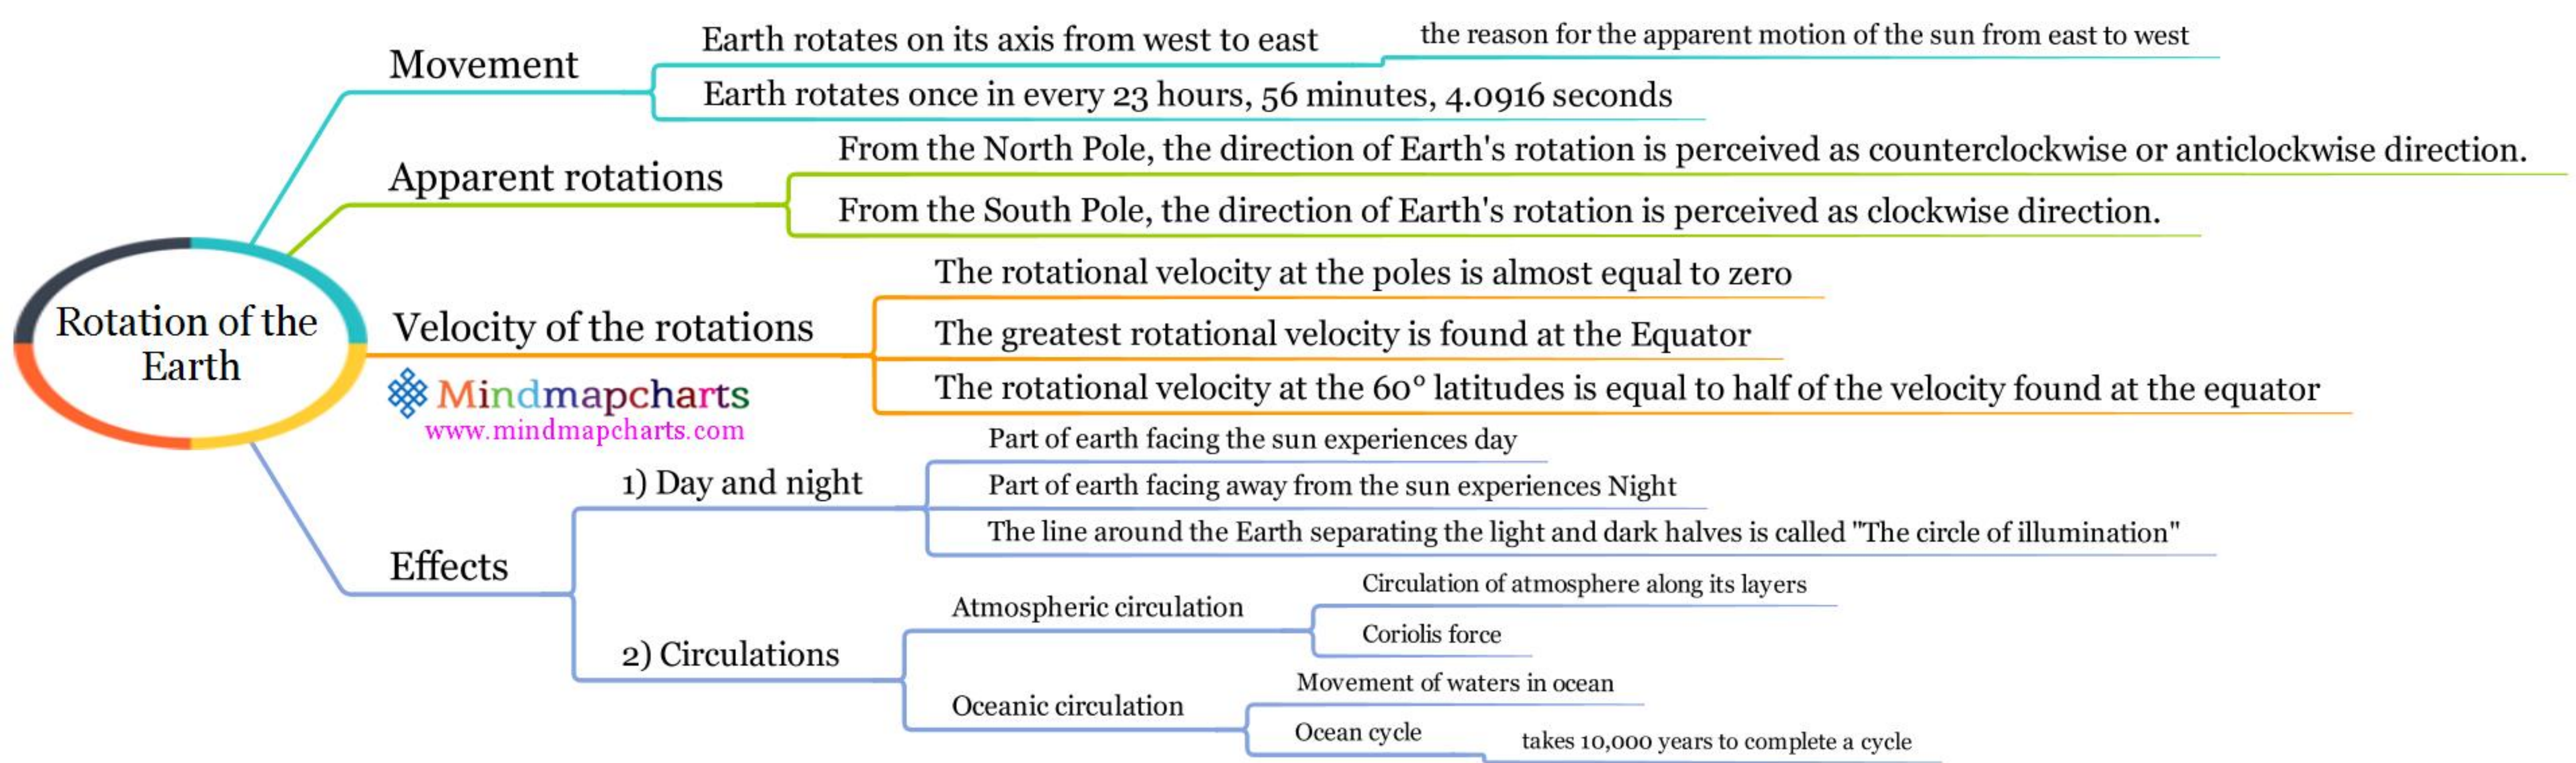 Rotation of the
Earth
Movement
Earth rotates on its axis from west to east
the reason for the apparent motion of the sun from east to west
Earth rotates once in every 23 hours, 56 minutes, 4.0916 seconds
Apparent rotations
From the North Pole, the direction of Earth's rotation is perceived as counterclockwise or anticlockwise direction.
From the South Pole, the direction of Earth's rotation is perceived as clockwise direction.
Velocity of the rotations
The rotational velocity at the poles is almost equal to zero
The greatest rotational velocity is found at the Equator
The rotational velocity at the 60° latitudes is equal to half of the velocity found at the equator
Mindmapcharts
www.mindmapcharts.com
Effects
1) Day and night
Part of earth facing the sun experiences day
Part of earth facing away from the sun experiences Night
The line around the Earth separating the light and dark halves is called "The circle of illumination"
2) Circulations
Atmospheric circulation
Circulation of atmosphere along its layers
Coriolis force
Oceanic circulation
Movement of waters in ocean
Ocean cycle
takes 10,000 years to complete a cycle